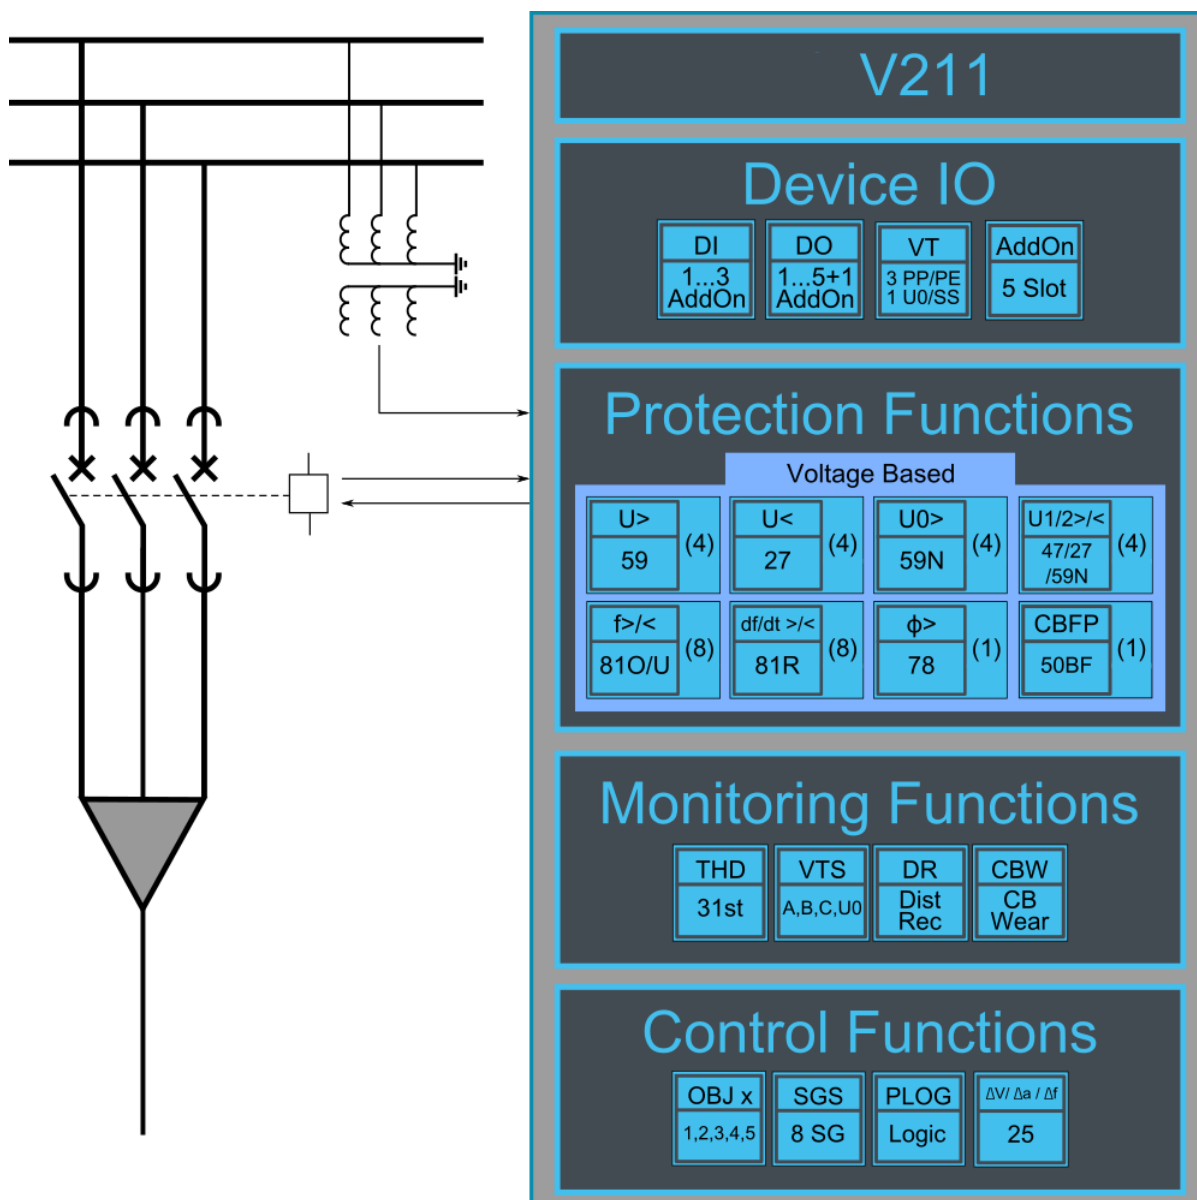 V211
Device IO
DI
1...3
AddOn
DO
1...5+1
AddOn
VT
3 PP/PE
1 U0/SS
AddOn
5 Slot
Protection Functions
Voltage Based
U>
59
(4)
U<
27
(4)
U0>
59N
(4)
U1/2>/<
47/27
/59N
(4)
f>/<
81O/U
(8)
df/dt >/<
81R
(8)
ϕ>
78
(1)
CBFP
50BF
(1)
Monitoring Functions
THD
31st
VTS
A,B,C,U0
DR
Dist
Rec
CBW
CB
Wear
Control Functions
OBJ x
1,2,3,4,5
SGS
8 SG
PLOG
Logic
ΔV/ Δa / Δf
25